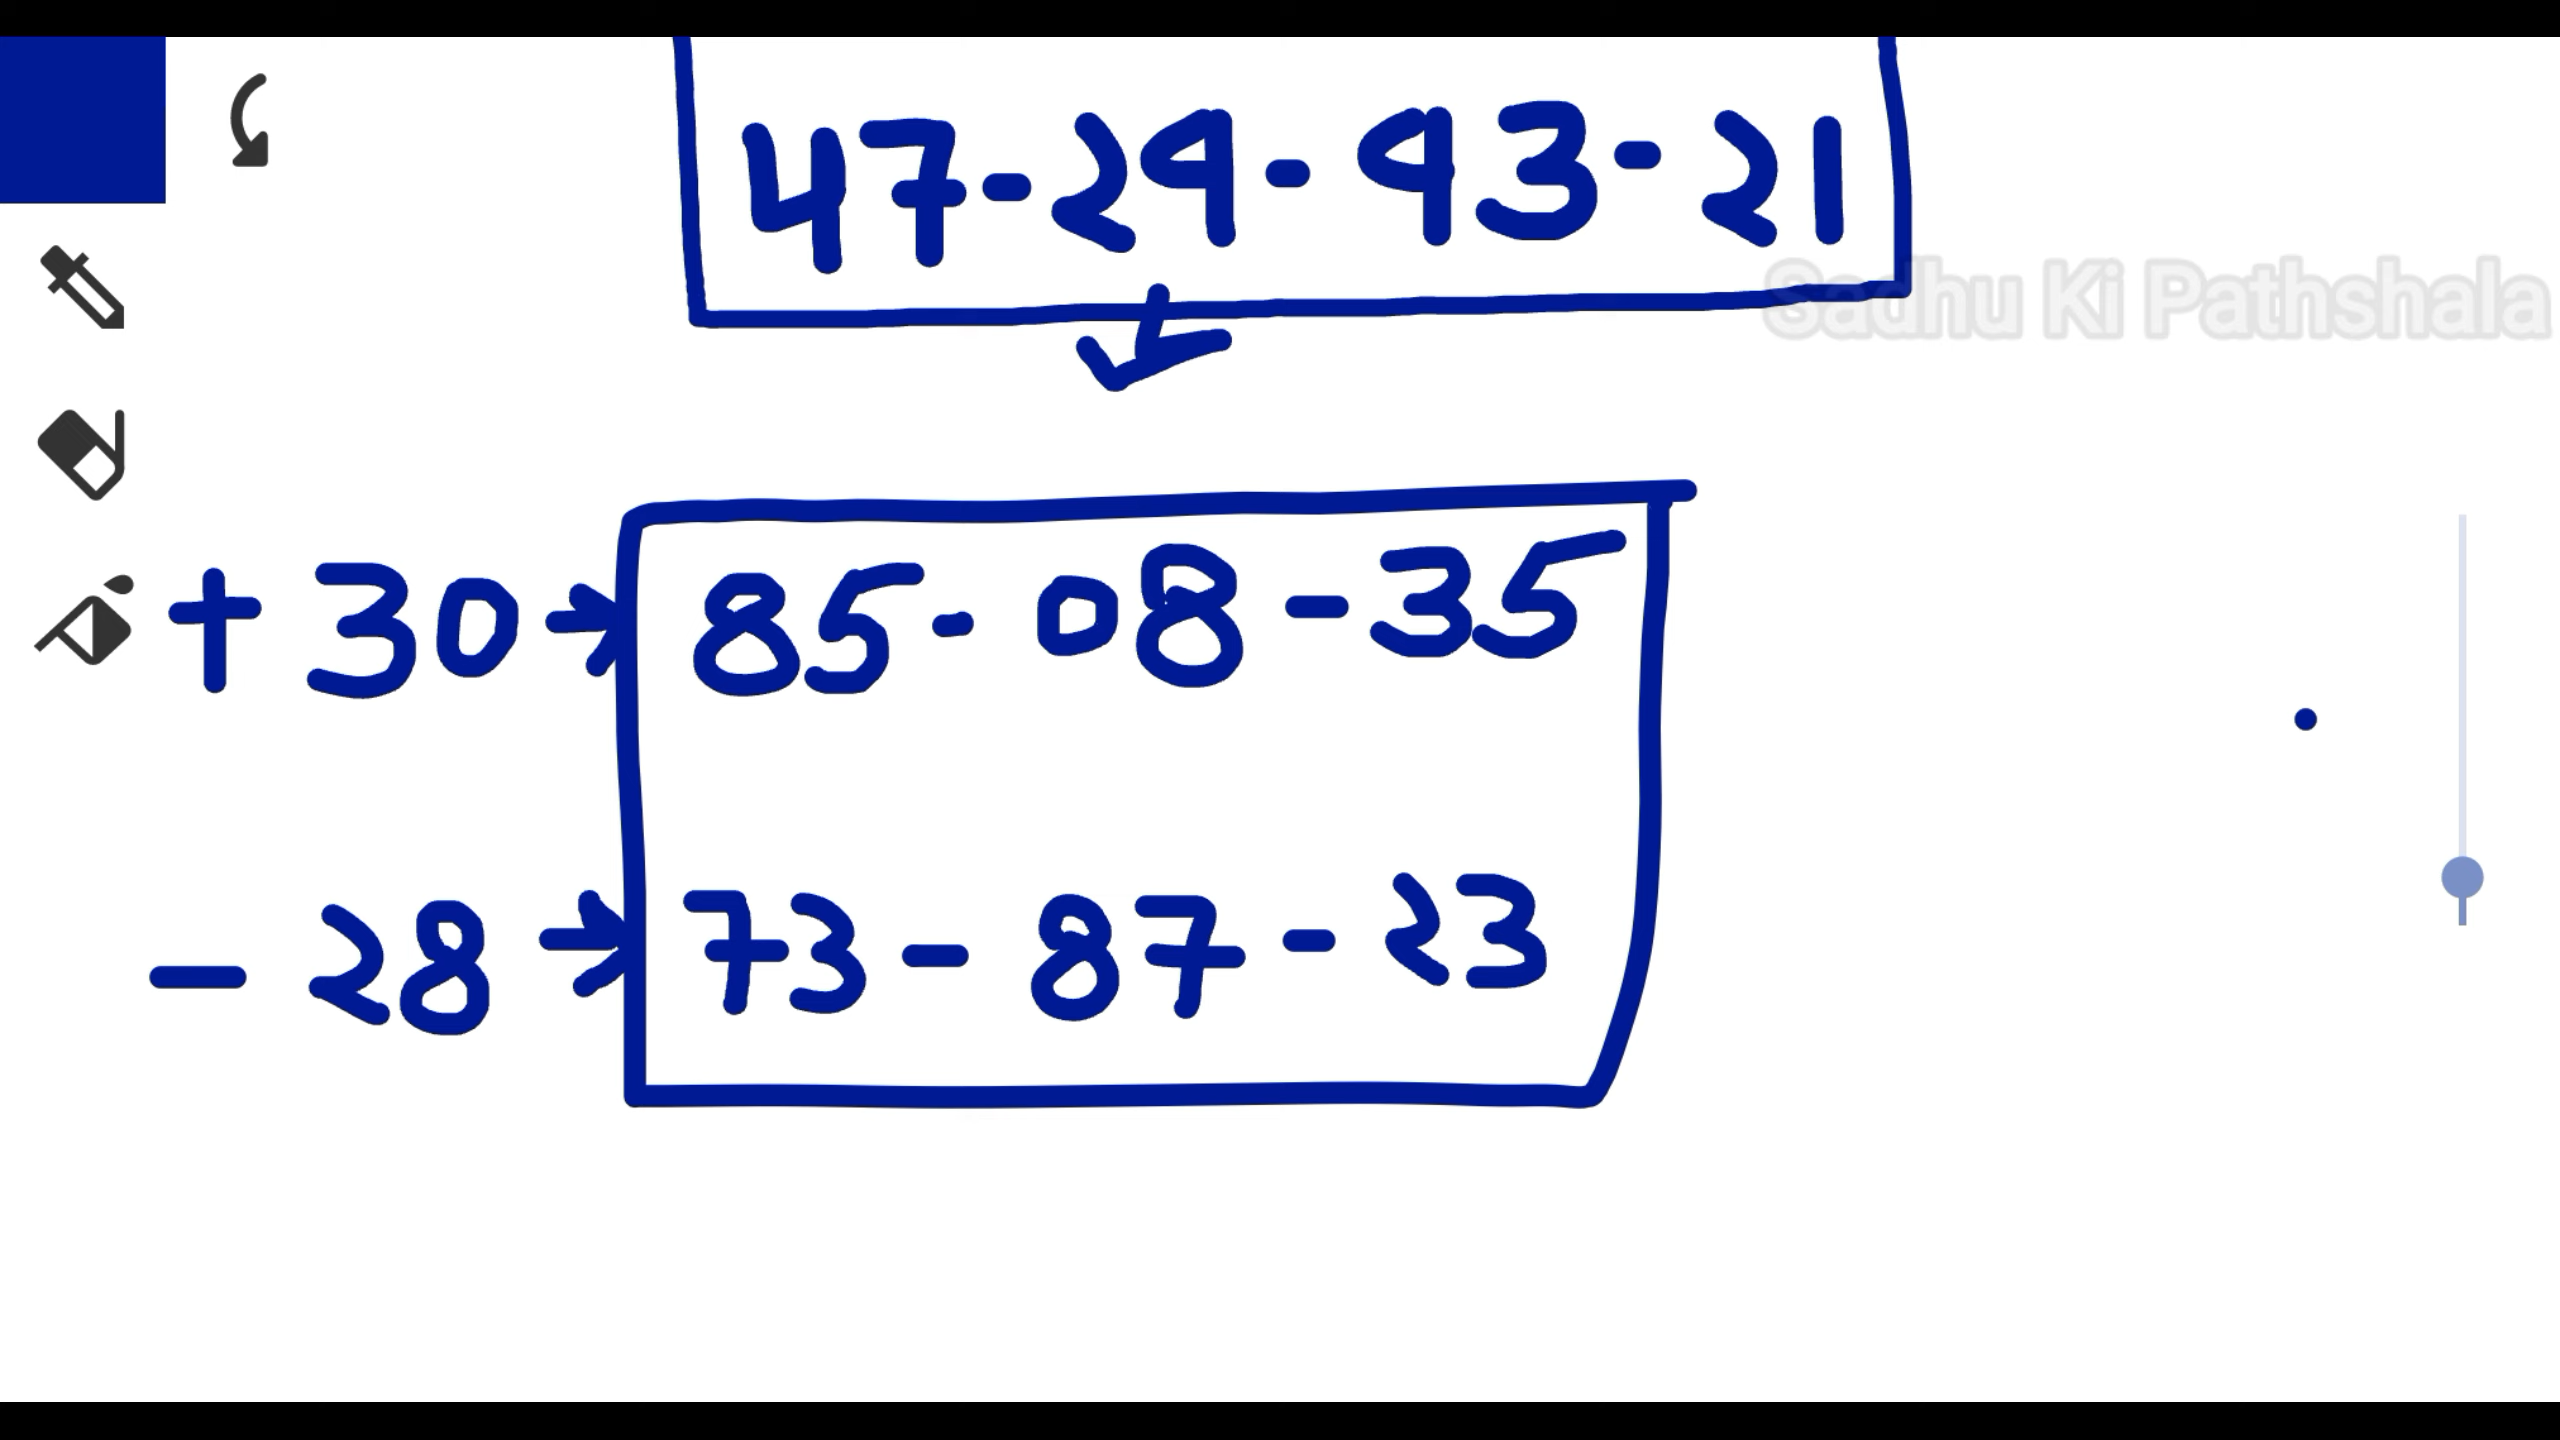 47-29-93-21
Sadhu Ki Pathshala
+ 30 → 85- 08 -35
- 28 → 73 - 87 - 23